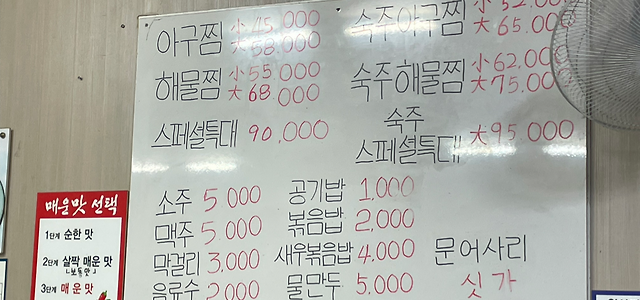 아구찜 小 45,000
大 58,000
숙주아구찜 小 52,000
大 65,000
해물찜 小 55,000
大 68,000
숙주해물찜 小 62,000
大 75,000
스페셜특대 90,000
숙주
스페셜특대 大 95,000
소주 5,000
맥주 5,000
막걸리 3,000
음료수 2,000
공기밥 1,000
볶음밥 2,000
새우볶음밥 4,000
물만두 5,000
문어사리
싯가
매운맛 선택
1단계 순한 맛
2단계 살짝 매운 맛
보통맛
3단계 매운 맛